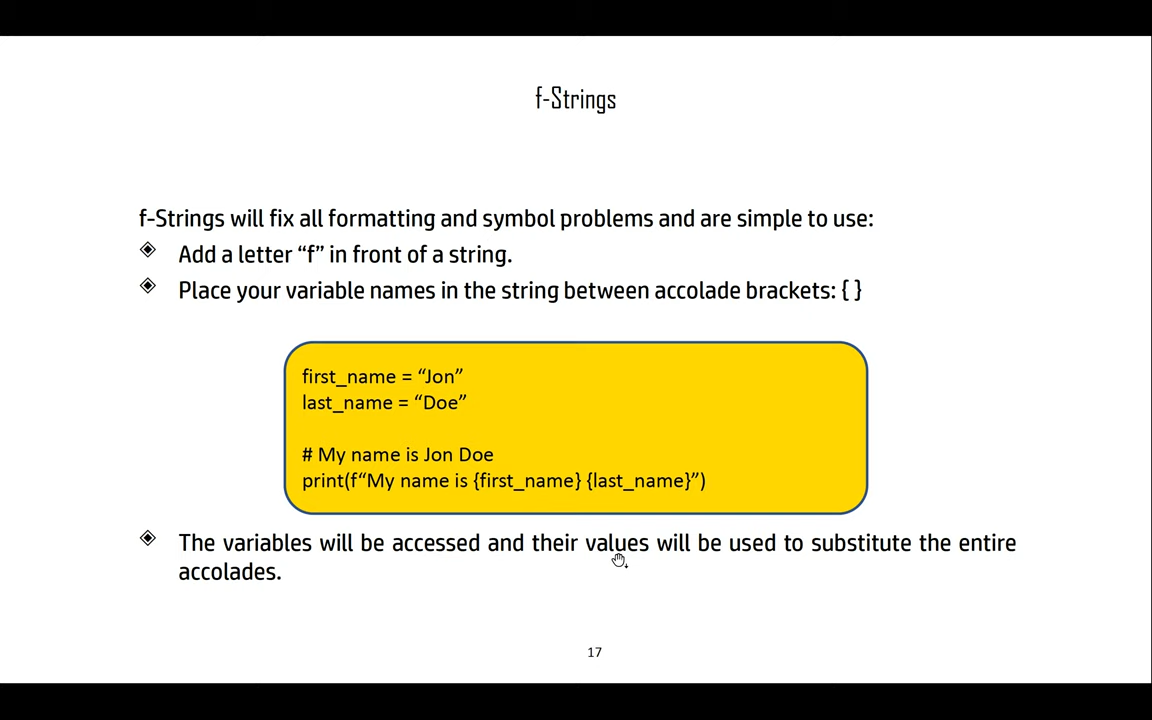 f-Strings
f-Strings will fix all formatting and symbol problems and are simple to use:
Add a letter “f” in front of a string.
Place your variable names in the string between accolade brackets: { }
first_name = “Jon”
last_name = “Doe”
# My name is Jon Doe
print(f“My name is {first_name} {last_name}”)
The variables will be accessed and their values will be used to substitute the entire
accolades.
17